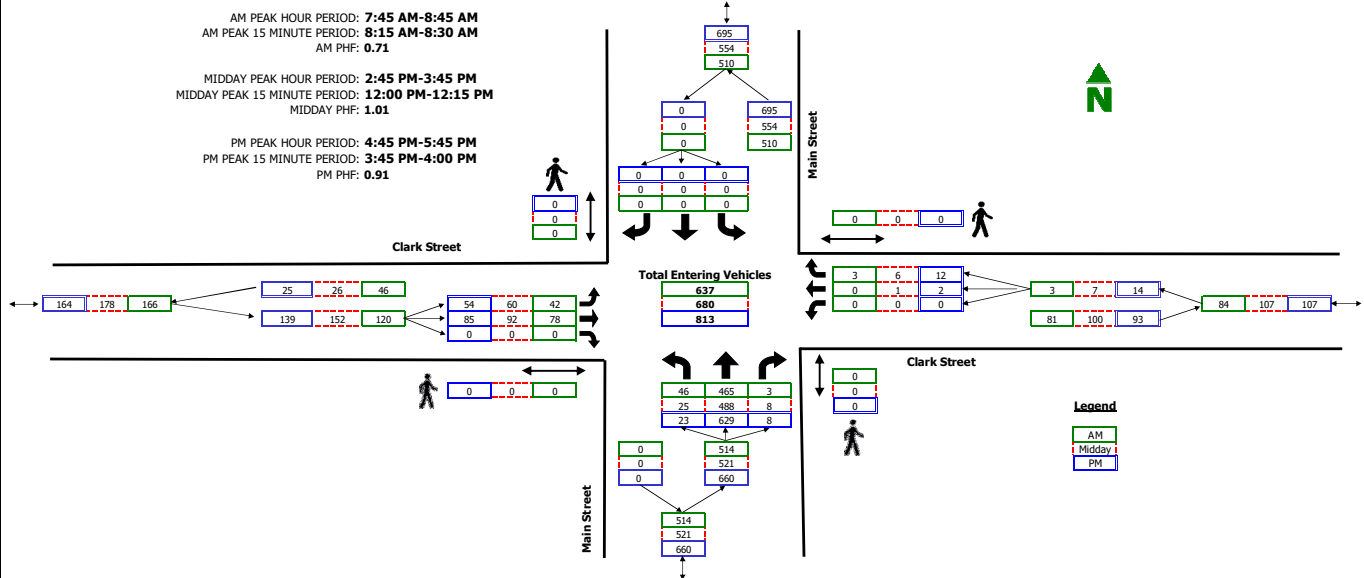 AM PEAK HOUR PERIOD: 7:45 AM-8:45 AM
AM PEAK 15 MINUTE PERIOD: 8:15 AM-8:30 AM
AM PHF: 0.71
MIDDAY PEAK HOUR PERIOD: 2:45 PM-3:45 PM
MIDDAY PEAK 15 MINUTE PERIOD: 12:00 PM-12:15 PM
MIDDAY PHF: 1.01
PM PEAK HOUR PERIOD: 4:45 PM-5:45 PM
PM PEAK 15 MINUTE PERIOD: 3:45 PM-4:00 PM
PM PHF: 0.91
695
554
510
0
0
0
695
554
510
0 0 0
0 0 0
0 0 0
Main Street
N
0
0
0
0 0 0
Clark Street
Total Entering Vehicles
637
680
813
164 178 166
25 26 46
139 152 120
54 60 42
85 92 78
0 0 0
3 6 12
0 1 2
0 0 0
3 7 14
81 100 93
84 107 107
Clark Street
0 0 0
46 465 3
25 488 8
23 629 8
0
0
0
514
521
660
514
521
660
Main Street
0
0
0
Legend
AM
Midday
PM